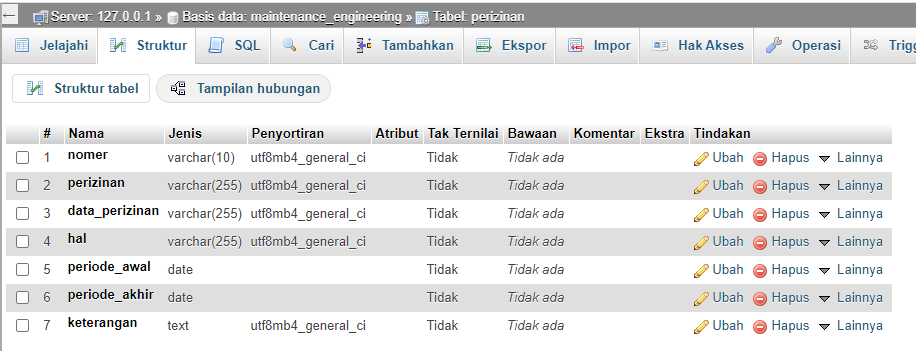 ← Server: 127.0.0.1 » Basis data: maintenance_engineering » Tabel: perizinan
Jelajahi Struktur SQL Cari Tambahkan Ekspor Impor Hak Akses Operasi Trigg
Struktur tabel Tampilan hubungan
# Nama Jenis Penyortiran Atribut Tak Ternilai Bawaan Komentar Ekstra Tindakan
1 nomer varchar(10) utf8mb4_general_ci Tidak Tidak ada Ubah Hapus Lainnya
2 perizinan varchar(255) utf8mb4_general_ci Tidak Tidak ada Ubah Hapus Lainnya
3 data_perizinan varchar(255) utf8mb4_general_ci Tidak Tidak ada Ubah Hapus Lainnya
4 hal varchar(255) utf8mb4_general_ci Tidak Tidak ada Ubah Hapus Lainnya
5 periode_awal date Tidak Tidak ada Ubah Hapus Lainnya
6 periode_akhir date Tidak Tidak ada Ubah Hapus Lainnya
7 keterangan text utf8mb4_general_ci Tidak Tidak ada Ubah Hapus Lainnya